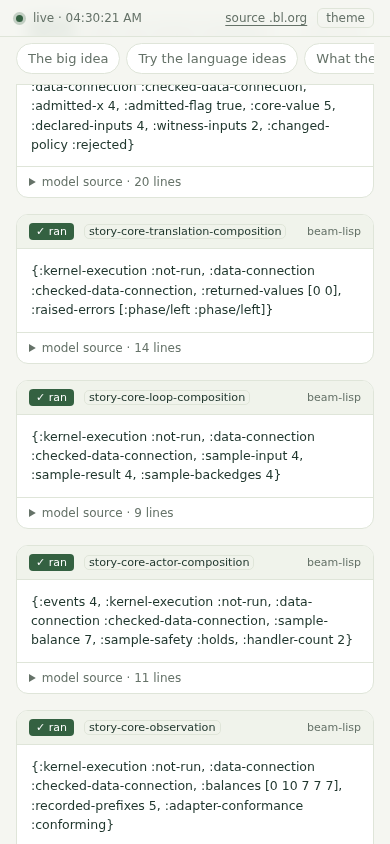 live · 04:30:21 AM
source .bl.org
theme
The big idea
Try the language ideas
What the
:data-connection :checked-data-connection,
:admitted-x 4, :admitted-flag true, :core-value 5,
:declared-inputs 4, :witness-inputs 2, :changed-
policy :rejected}
▶ model source · 20 lines
✓ ran
story-core-translation-composition
beam-lisp
{:kernel-execution :not-run, :data-connection
:checked-data-connection, :returned-values [0 0],
:raised-errors [:phase/left :phase/left]}
▶ model source · 14 lines
✓ ran
story-core-loop-composition
beam-lisp
{:kernel-execution :not-run, :data-connection
:checked-data-connection, :sample-input 4,
:sample-result 4, :sample-backedges 4}
▶ model source · 9 lines
✓ ran
story-core-actor-composition
beam-lisp
{:events 4, :kernel-execution :not-run, :data-
connection :checked-data-connection, :sample-
balance 7, :sample-safety :holds, :handler-count 2}
▶ model source · 11 lines
✓ ran
story-core-observation
beam-lisp
{:kernel-execution :not-run, :data-connection
:checked-data-connection, :balances [0 10 7 7 7],
:recorded-prefixes 5, :adapter-conformance
:conforming}